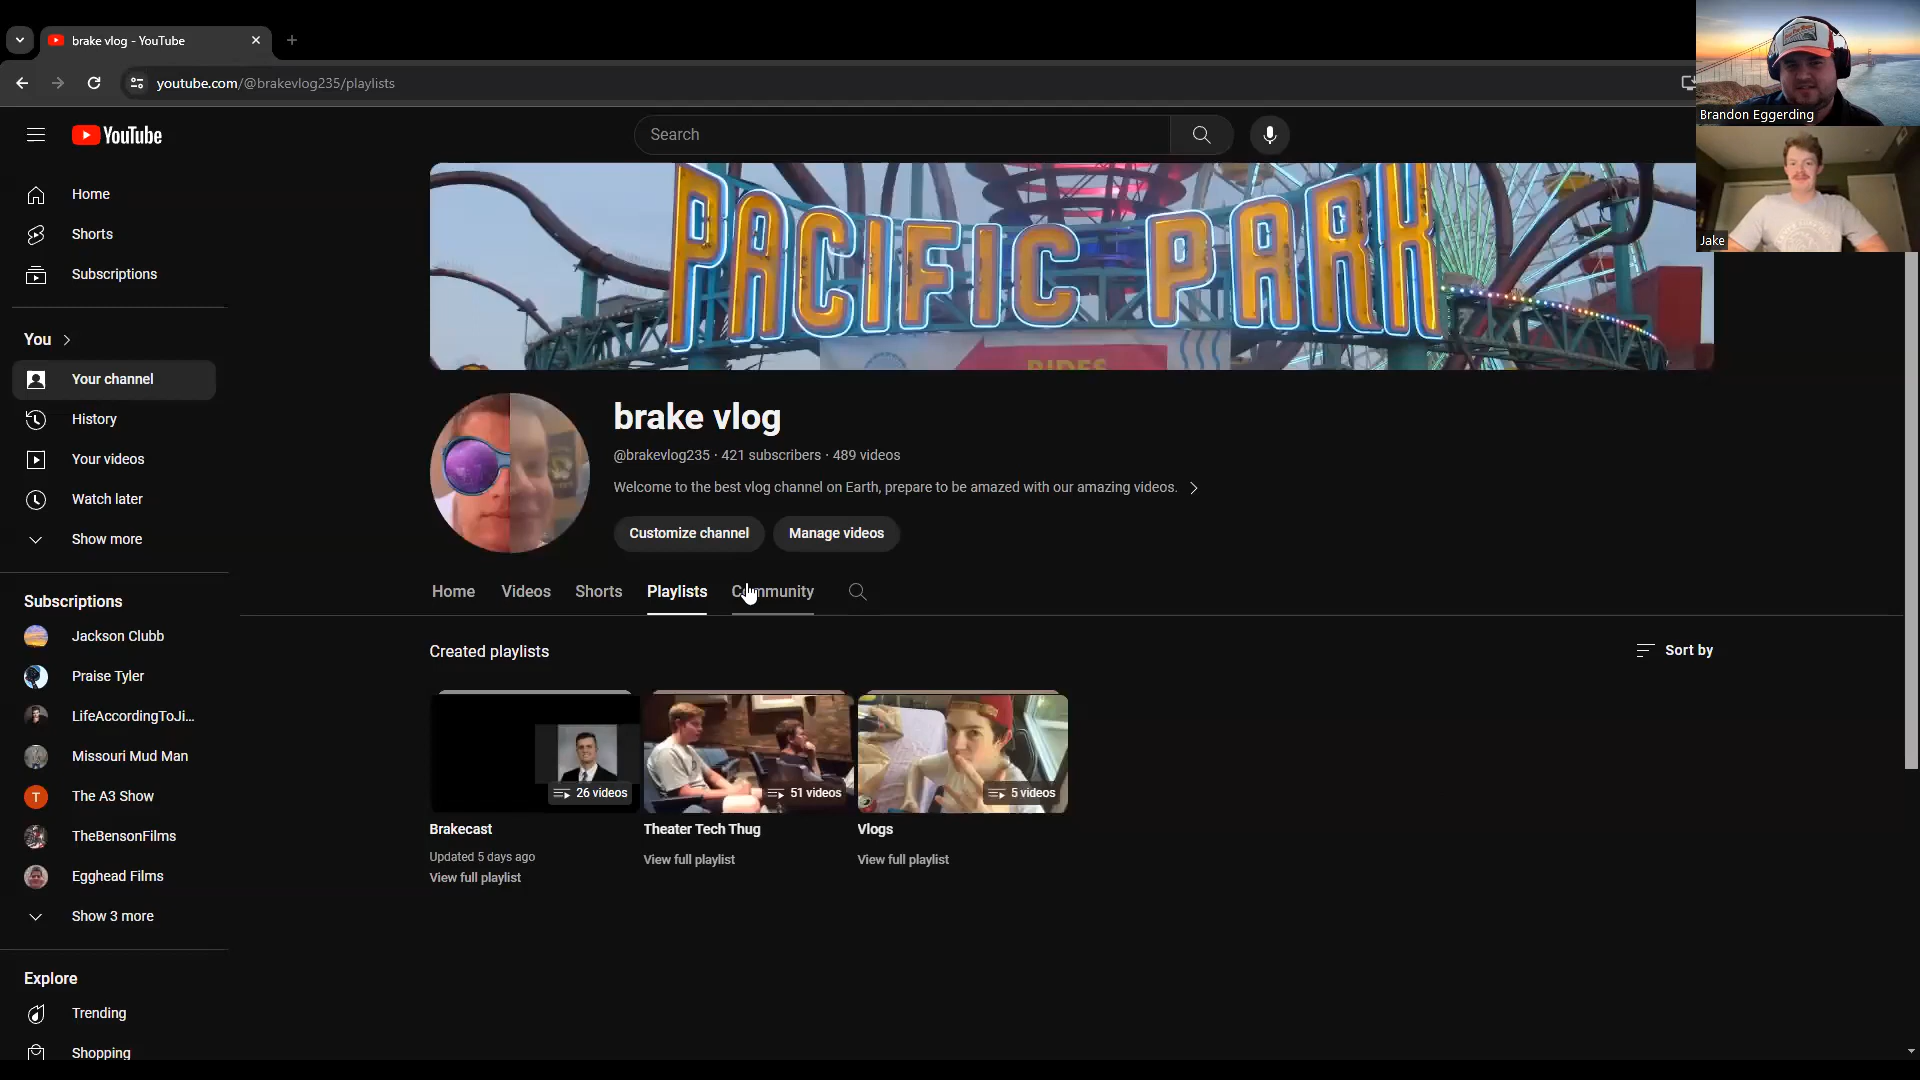 brake vlog - YouTube
youtube.com/@brakevlog235/playlists
Brandon Eggerding
Jake
YouTube
Search
PACIFIC PARK
RIDES
Home
Shorts
Subscriptions
You
Your channel
History
Your videos
Watch later
Show more
Subscriptions
Jackson Clubb
Praise Tyler
LifeAccordingToJi...
Missouri Mud Man
T
The A3 Show
TheBensonFilms
Egghead Films
Show 3 more
Explore
Trending
Shopping
brake vlog
@brakevlog235 · 421 subscribers · 489 videos
Welcome to the best vlog channel on Earth, prepare to be amazed with our amazing videos.
Customize channel Manage videos
Home Videos Shorts Playlists Community
Created playlists
Sort by
26 videos
51 videos
5 videos
Brakecast
Updated 5 days ago
View full playlist
Theater Tech Thug
View full playlist
Vlogs
View full playlist